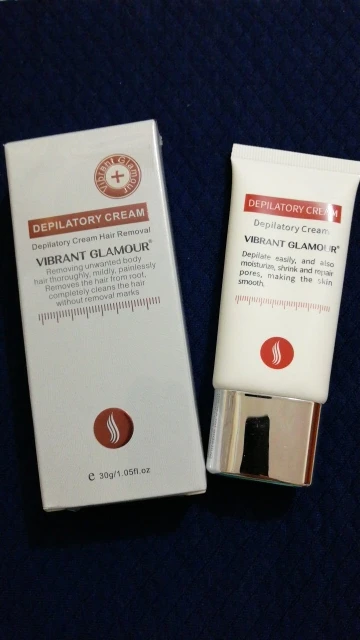 Vibrant Glamour
DEPILATORY CREAM
Depilatory Cream Hair Removal
VIBRANT GLAMOUR®
Removing unwanted body
hair thoroughly, mildly, painlessly
Removes the hair from root,
completely cleans the hair
without removal marks
e 30g/1.05fl.oz
DEPILATORY CREAM
Depilatory Cream
VIBRANT GLAMOUR®
Depilate easily, and also
moisturize, shrink and repair
pores, making the skin
smooth.